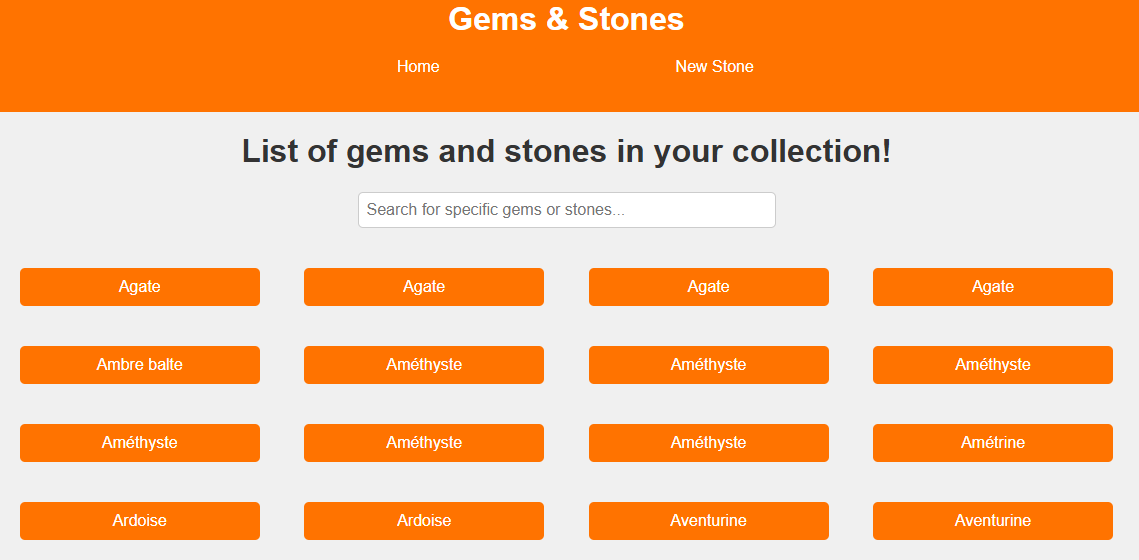 Gems & Stones
Home New Stone
List of gems and stones in your collection!
Search for specific gems or stones...
Agate Agate Agate Agate
Ambre balte Améthyste Améthyste Améthyste
Améthyste Améthyste Améthyste Amétrine
Ardoise Ardoise Aventurine Aventurine